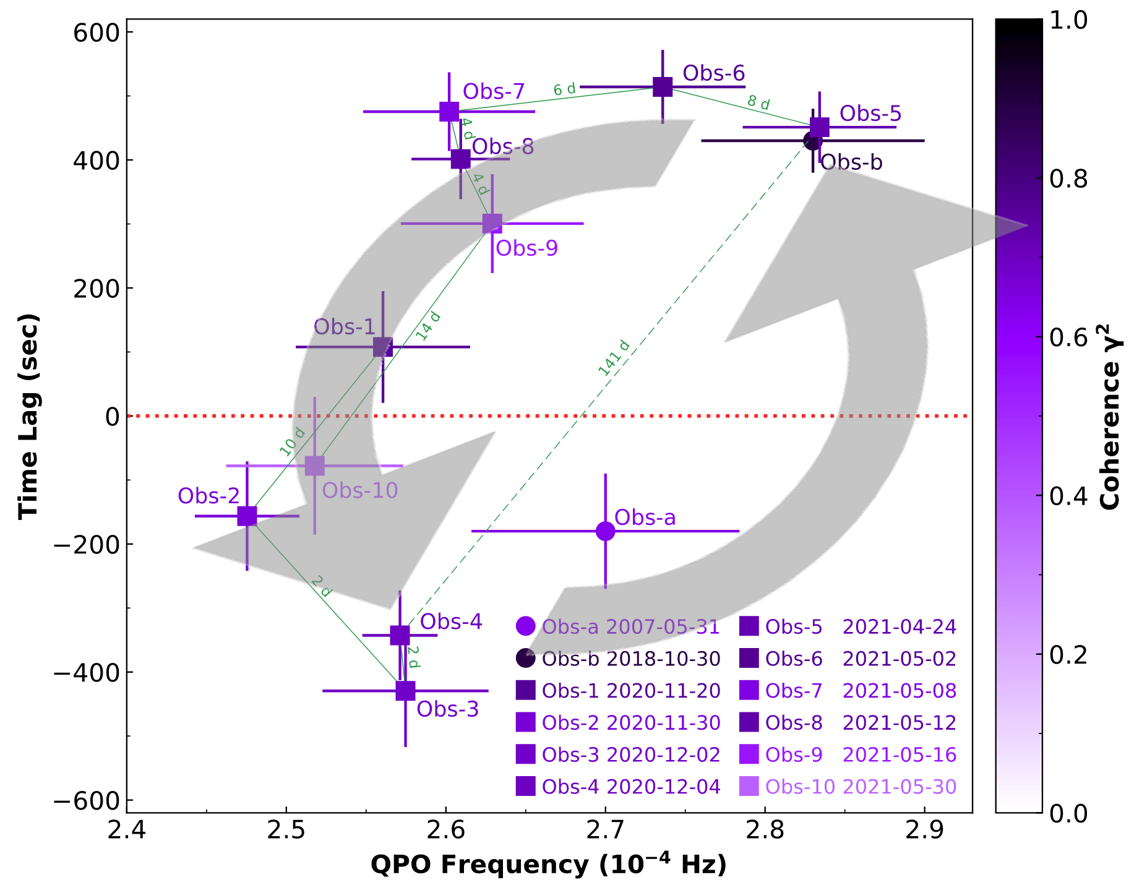 600
400
200
0
−200
−400
−600
2.4
2.5
2.6
2.7
2.8
2.9
Time Lag (sec)
QPO Frequency (10⁻⁴ Hz)
Obs-6
Obs-7
6 d
8 d
Obs-5
4 d
Obs-8
Obs-b
4 d
Obs-9
Obs-1
14 d
141 d
10 d
Obs-2
Obs-10
Obs-a
2 d
Obs-4
2 d
Obs-3
Obs-a 2007-05-31
Obs-b 2018-10-30
Obs-1 2020-11-20
Obs-2 2020-11-30
Obs-3 2020-12-02
Obs-4 2020-12-04
Obs-5 2021-04-24
Obs-6 2021-05-02
Obs-7 2021-05-08
Obs-8 2021-05-12
Obs-9 2021-05-16
Obs-10 2021-05-30
1.0
0.8
0.6
0.4
0.2
0.0
Coherence γ²